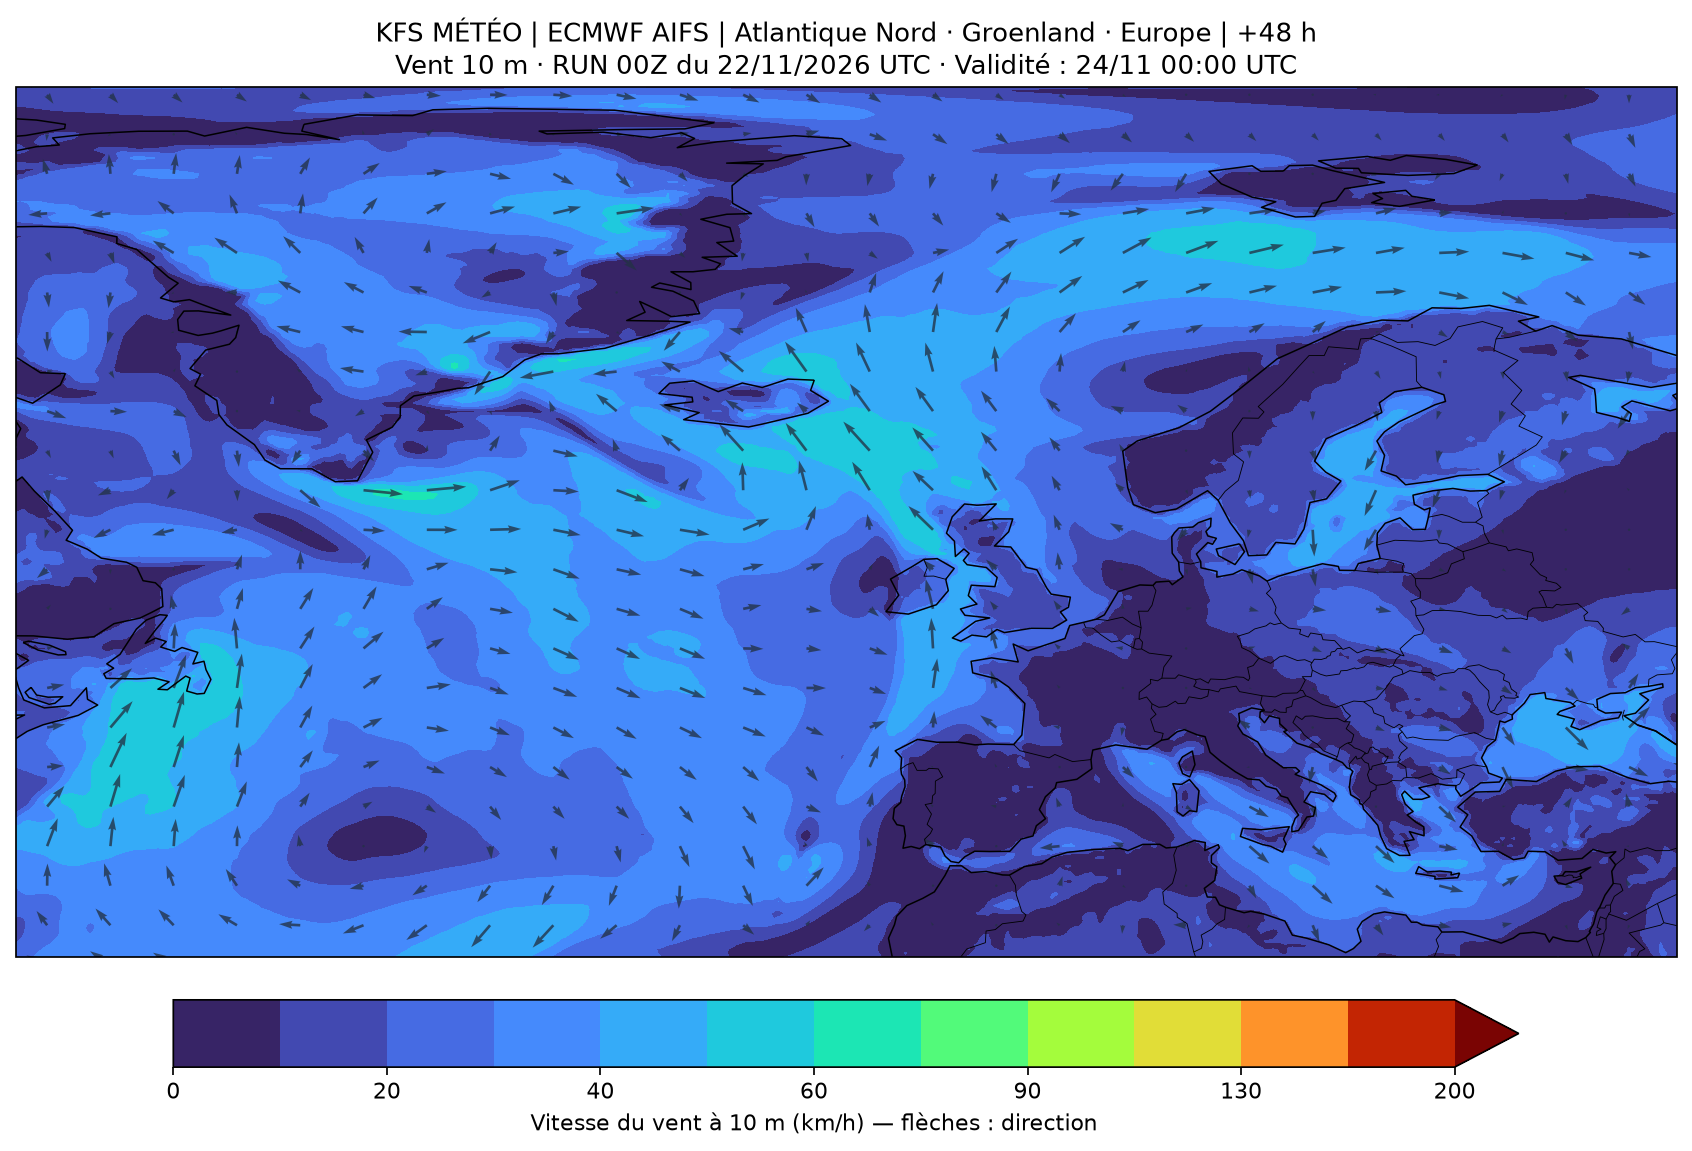 KFS MÉTÉO | ECMWF AIFS | Atlantique Nord · Groenland · Europe | +48 h
Vent 10 m · RUN 00Z du 22/11/2026 UTC · Validité : 24/11 00:00 UTC
0 20 40 60 90 130 200
Vitesse du vent à 10 m (km/h) — flèches : direction